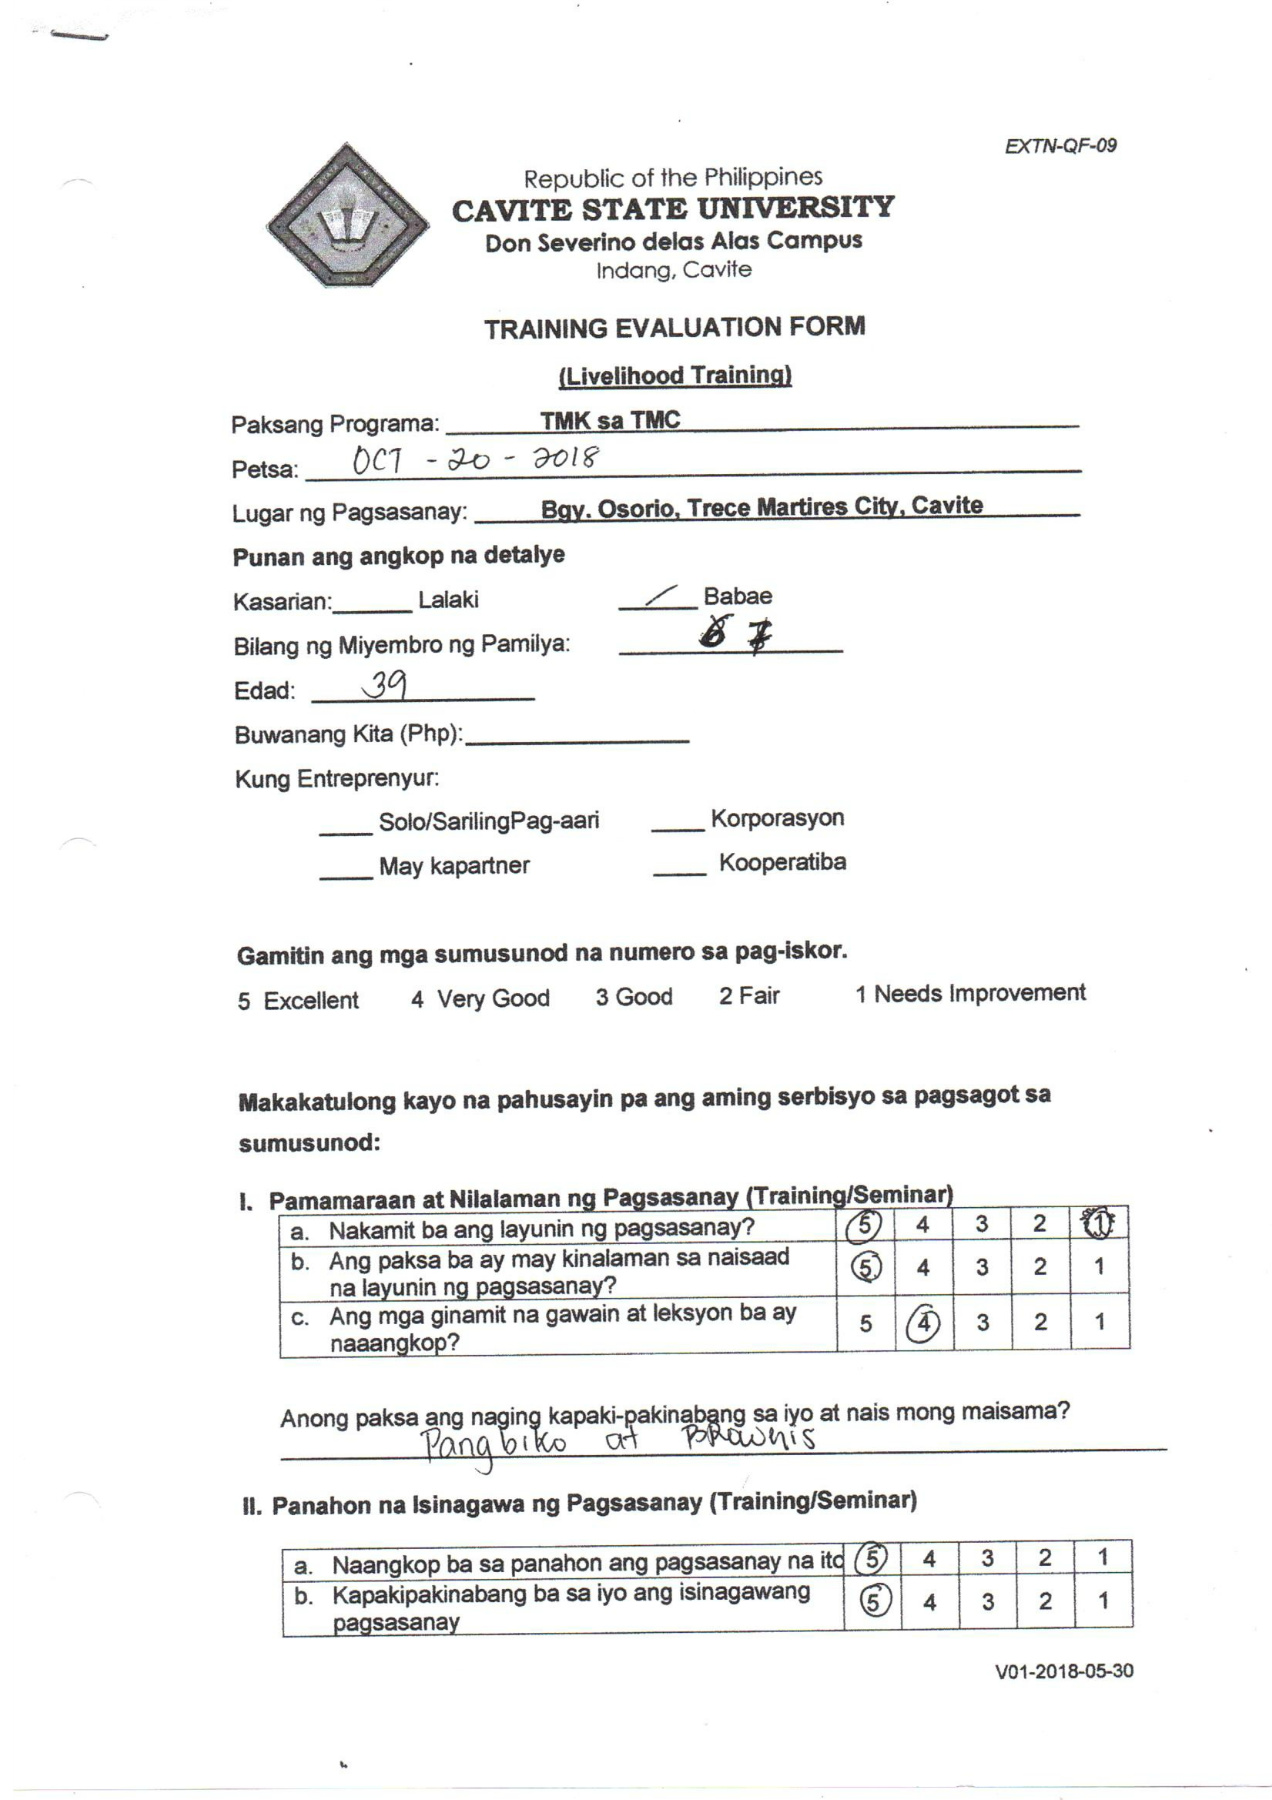 EXTN-QF-09
Republic of the Philippines
CAVITE STATE UNIVERSITY
Don Severino delas Alas Campus
Indang, Cavite
TRAINING EVALUATION FORM
(Livelihood Training)
Paksang Programa: TMK sa TMC
Petsa: OCT - 20 - 2018
Lugar ng Pagsasanay: Bgy. Osorio, Trece Martires City, Cavite
Punan ang angkop na detalye
Kasarian:______ Lalaki / Babae
Bilang ng Miyembro ng Pamilya:
Edad: 39
Buwanang Kita (Php):
Kung Entreprenyur:
____ Solo/SarilingPag-aari ____ Korporasyon
____ May kapartner ____ Kooperatiba
Gamitin ang mga sumusunod na numero sa pag-iskor.
5 Excellent 4 Very Good 3 Good 2 Fair 1 Needs Improvement
Makakatulong kayo na pahusayin pa ang aming serbisyo sa pagsagot sa
sumusunod:
I. Pamamaraan at Nilalaman ng Pagsasanay (Training/Seminar)
a. Nakamit ba ang layunin ng pagsasanay? 5 4 3 2 1
b. Ang paksa ba ay may kinalaman sa naisaad
na layunin ng pagsasanay? 5 4 3 2 1
c. Ang mga ginamit na gawain at leksyon ba ay
naaangkop? 5 4 3 2 1
Anong paksa ang naging kapaki-pakinabang sa iyo at nais mong maisama?
Pangbiko at BRawnis
II. Panahon na Isinagawa ng Pagsasanay (Training/Seminar)
a. Naangkop ba sa panahon ang pagsasanay na ito 5 4 3 2 1
b. Kapakipakinabang ba sa iyo ang isinagawang
pagsasanay 5 4 3 2 1
V01-2018-05-30